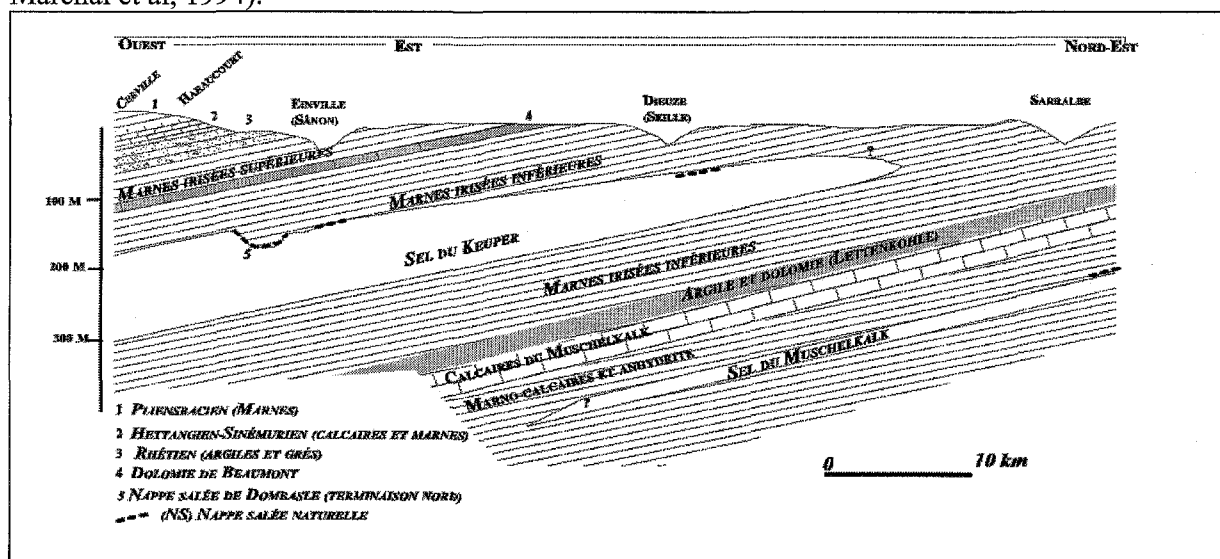 Marchal et al, 1994).
OUEST EST NORD-EST
CREVILLE
1
HARAUCOURT
2 3
EINVILLE
(SÂNON)
4
DIEUZE
(SEILLE)
SARRALBE
MARNES IRISÉES SUPÉRIEURES
MARNES IRISÉES INFÉRIEURES
?
100 M
5
SEL DU KEUPER
200 M
MARNES IRISÉES INFÉRIEURES
ARGILE ET DOLOMIE (LETTENKOHLE)
300 M
CALCAIRES DU MUSCHELKALK
MARNO-CALCAIRES ET ANHYDRITE
SEL DU MUSCHELKALK
?
1 PLIENSBACIEN (MARNES)
2 HETTANGIEN-SINÉMURIEN (CALCAIRES ET MARNES)
3 RHÉTIEN (ARGILES ET GRÈS)
4 DOLOMIE DE BEAUMONT
5 NAPPE SALÉE DE DOMBASLE (TERMINAISON NORD)
(NS) NAPPE SALÉE NATURELLE
0 10 km